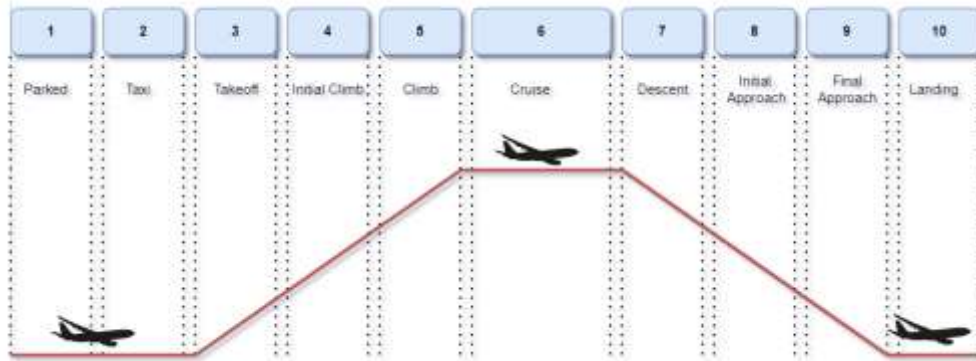 1
2
3
4
5
6
7
8
9
10
Parked
Taxi
Takeoff
Initial Climb
Climb
Cruise
Descent
Initial
Approach
Final
Approach
Landing